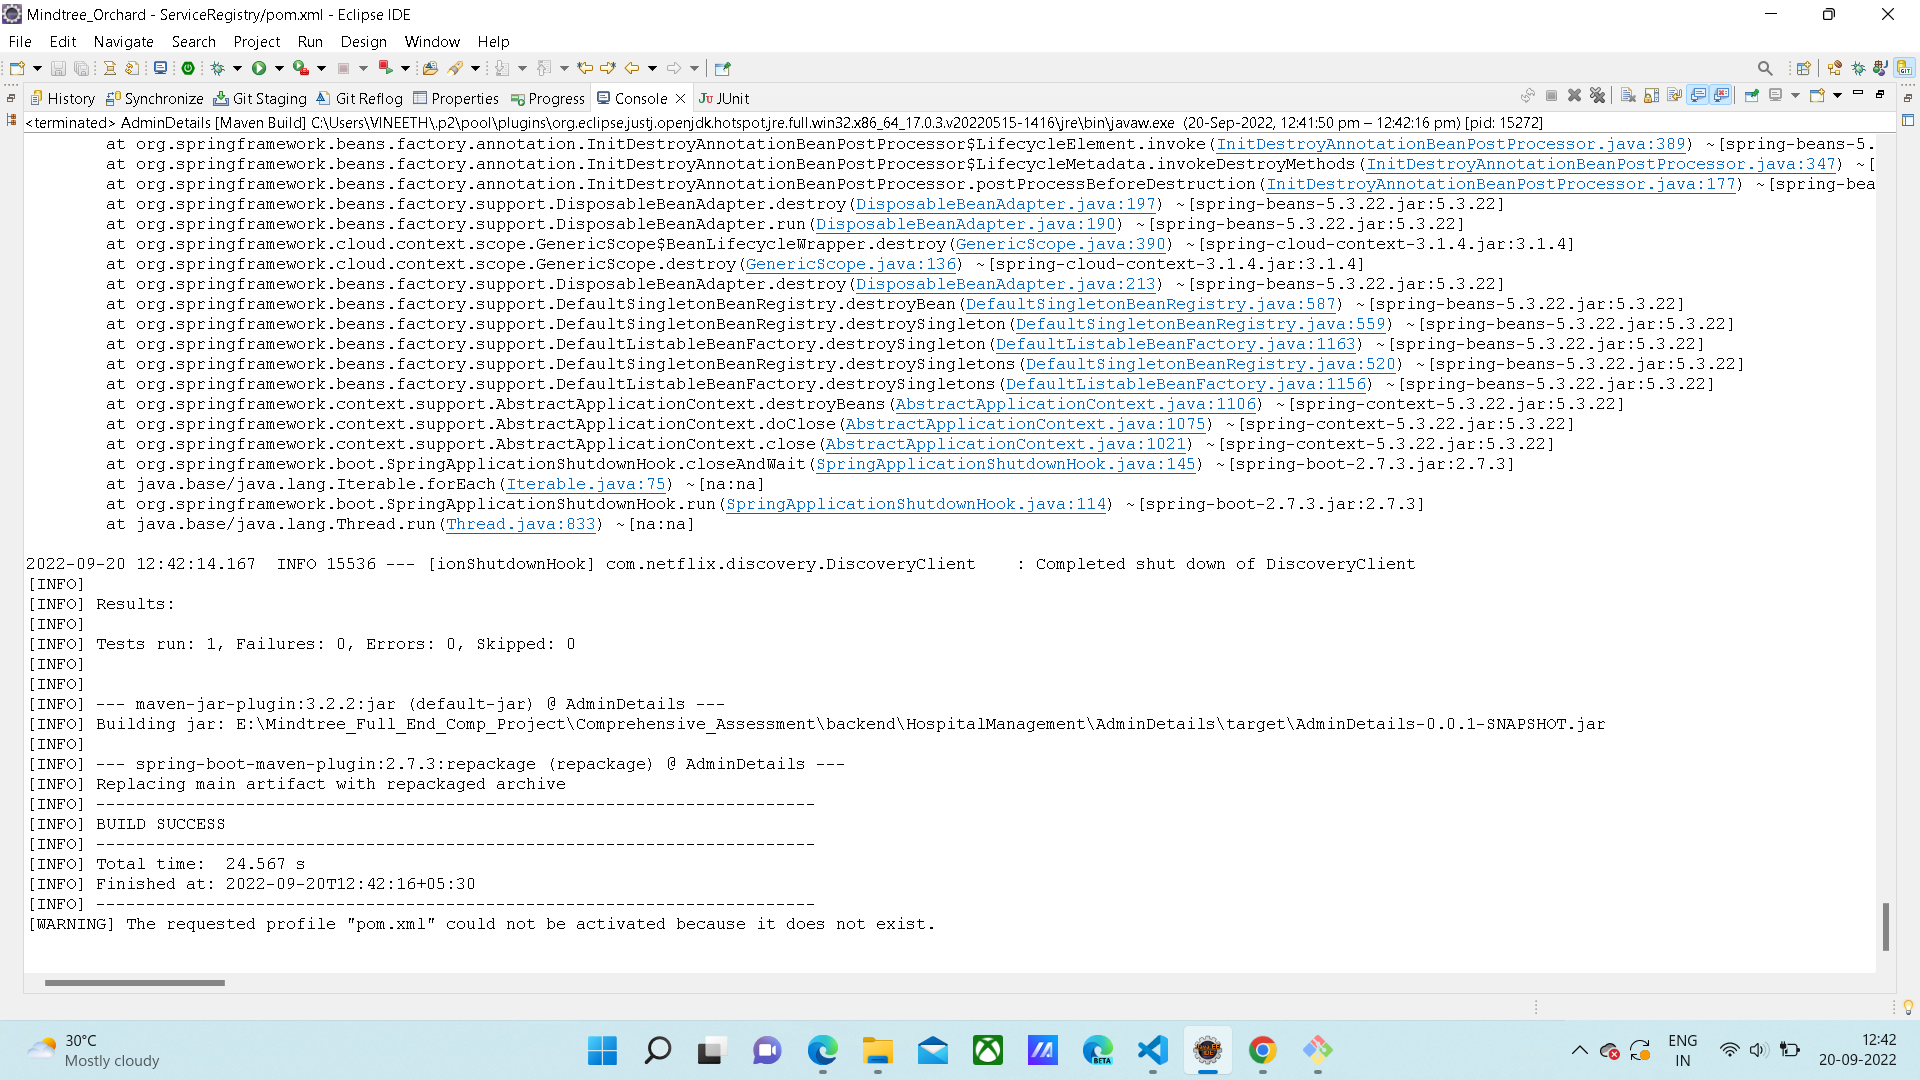 Mindtree_Orchard - ServiceRegistry/pom.xml - Eclipse IDE
File Edit Navigate Search Project Run Design Window Help
History Synchronize Git Staging Git Reflog Properties Progress Console JUnit
<terminated> AdminDetails [Maven Build] C:\Users\VINEETH\.p2\pool\plugins\org.eclipse.justj.openjdk.hotspot.jre.full.win32.x86_64_17.0.3.v20220515-1416\jre\bin\javaw.exe (20-Sep-2022, 12:41:50 pm – 12:42:16 pm) [pid: 15272]
at org.springframework.beans.factory.annotation.InitDestroyAnnotationBeanPostProcessor$LifecycleElement.invoke(InitDestroyAnnotationBeanPostProcessor.java:389) ~[spring-beans-5.
at org.springframework.beans.factory.annotation.InitDestroyAnnotationBeanPostProcessor$LifecycleMetadata.invokeDestroyMethods(InitDestroyAnnotationBeanPostProcessor.java:347) ~[
at org.springframework.beans.factory.annotation.InitDestroyAnnotationBeanPostProcessor.postProcessBeforeDestruction(InitDestroyAnnotationBeanPostProcessor.java:177) ~[spring-bea
at org.springframework.beans.factory.support.DisposableBeanAdapter.destroy(DisposableBeanAdapter.java:197) ~[spring-beans-5.3.22.jar:5.3.22]
at org.springframework.beans.factory.support.DisposableBeanAdapter.run(DisposableBeanAdapter.java:190) ~[spring-beans-5.3.22.jar:5.3.22]
at org.springframework.cloud.context.scope.GenericScope$BeanLifecycleWrapper.destroy(GenericScope.java:390) ~[spring-cloud-context-3.1.4.jar:3.1.4]
at org.springframework.cloud.context.scope.GenericScope.destroy(GenericScope.java:136) ~[spring-cloud-context-3.1.4.jar:3.1.4]
at org.springframework.beans.factory.support.DisposableBeanAdapter.destroy(DisposableBeanAdapter.java:213) ~[spring-beans-5.3.22.jar:5.3.22]
at org.springframework.beans.factory.support.DefaultSingletonBeanRegistry.destroyBean(DefaultSingletonBeanRegistry.java:587) ~[spring-beans-5.3.22.jar:5.3.22]
at org.springframework.beans.factory.support.DefaultSingletonBeanRegistry.destroySingleton(DefaultSingletonBeanRegistry.java:559) ~[spring-beans-5.3.22.jar:5.3.22]
at org.springframework.beans.factory.support.DefaultListableBeanFactory.destroySingleton(DefaultListableBeanFactory.java:1163) ~[spring-beans-5.3.22.jar:5.3.22]
at org.springframework.beans.factory.support.DefaultSingletonBeanRegistry.destroySingletons(DefaultSingletonBeanRegistry.java:520) ~[spring-beans-5.3.22.jar:5.3.22]
at org.springframework.beans.factory.support.DefaultListableBeanFactory.destroySingletons(DefaultListableBeanFactory.java:1156) ~[spring-beans-5.3.22.jar:5.3.22]
at org.springframework.context.support.AbstractApplicationContext.destroyBeans(AbstractApplicationContext.java:1106) ~[spring-context-5.3.22.jar:5.3.22]
at org.springframework.context.support.AbstractApplicationContext.doClose(AbstractApplicationContext.java:1075) ~[spring-context-5.3.22.jar:5.3.22]
at org.springframework.context.support.AbstractApplicationContext.close(AbstractApplicationContext.java:1021) ~[spring-context-5.3.22.jar:5.3.22]
at org.springframework.boot.SpringApplicationShutdownHook.closeAndWait(SpringApplicationShutdownHook.java:145) ~[spring-boot-2.7.3.jar:2.7.3]
at java.base/java.lang.Iterable.forEach(Iterable.java:75) ~[na:na]
at org.springframework.boot.SpringApplicationShutdownHook.run(SpringApplicationShutdownHook.java:114) ~[spring-boot-2.7.3.jar:2.7.3]
at java.base/java.lang.Thread.run(Thread.java:833) ~[na:na]
2022-09-20 12:42:14.167 INFO 15536 --- [ionShutdownHook] com.netflix.discovery.DiscoveryClient : Completed shut down of DiscoveryClient
[INFO]
[INFO] Results:
[INFO]
[INFO] Tests run: 1, Failures: 0, Errors: 0, Skipped: 0
[INFO]
[INFO]
[INFO] --- maven-jar-plugin:3.2.2:jar (default-jar) @ AdminDetails ---
[INFO] Building jar: E:\Mindtree_Full_End_Comp_Project\Comprehensive_Assessment\backend\HospitalManagement\AdminDetails\target\AdminDetails-0.0.1-SNAPSHOT.jar
[INFO]
[INFO] --- spring-boot-maven-plugin:2.7.3:repackage (repackage) @ AdminDetails ---
[INFO] Replacing main artifact with repackaged archive
[INFO] ------------------------------------------------------------------------
[INFO] BUILD SUCCESS
[INFO] ------------------------------------------------------------------------
[INFO] Total time: 24.567 s
[INFO] Finished at: 2022-09-20T12:42:16+05:30
[INFO] ------------------------------------------------------------------------
[WARNING] The requested profile "pom.xml" could not be activated because it does not exist.
30°C
Mostly cloudy
BETA
ENG
IN
12:42
20-09-2022